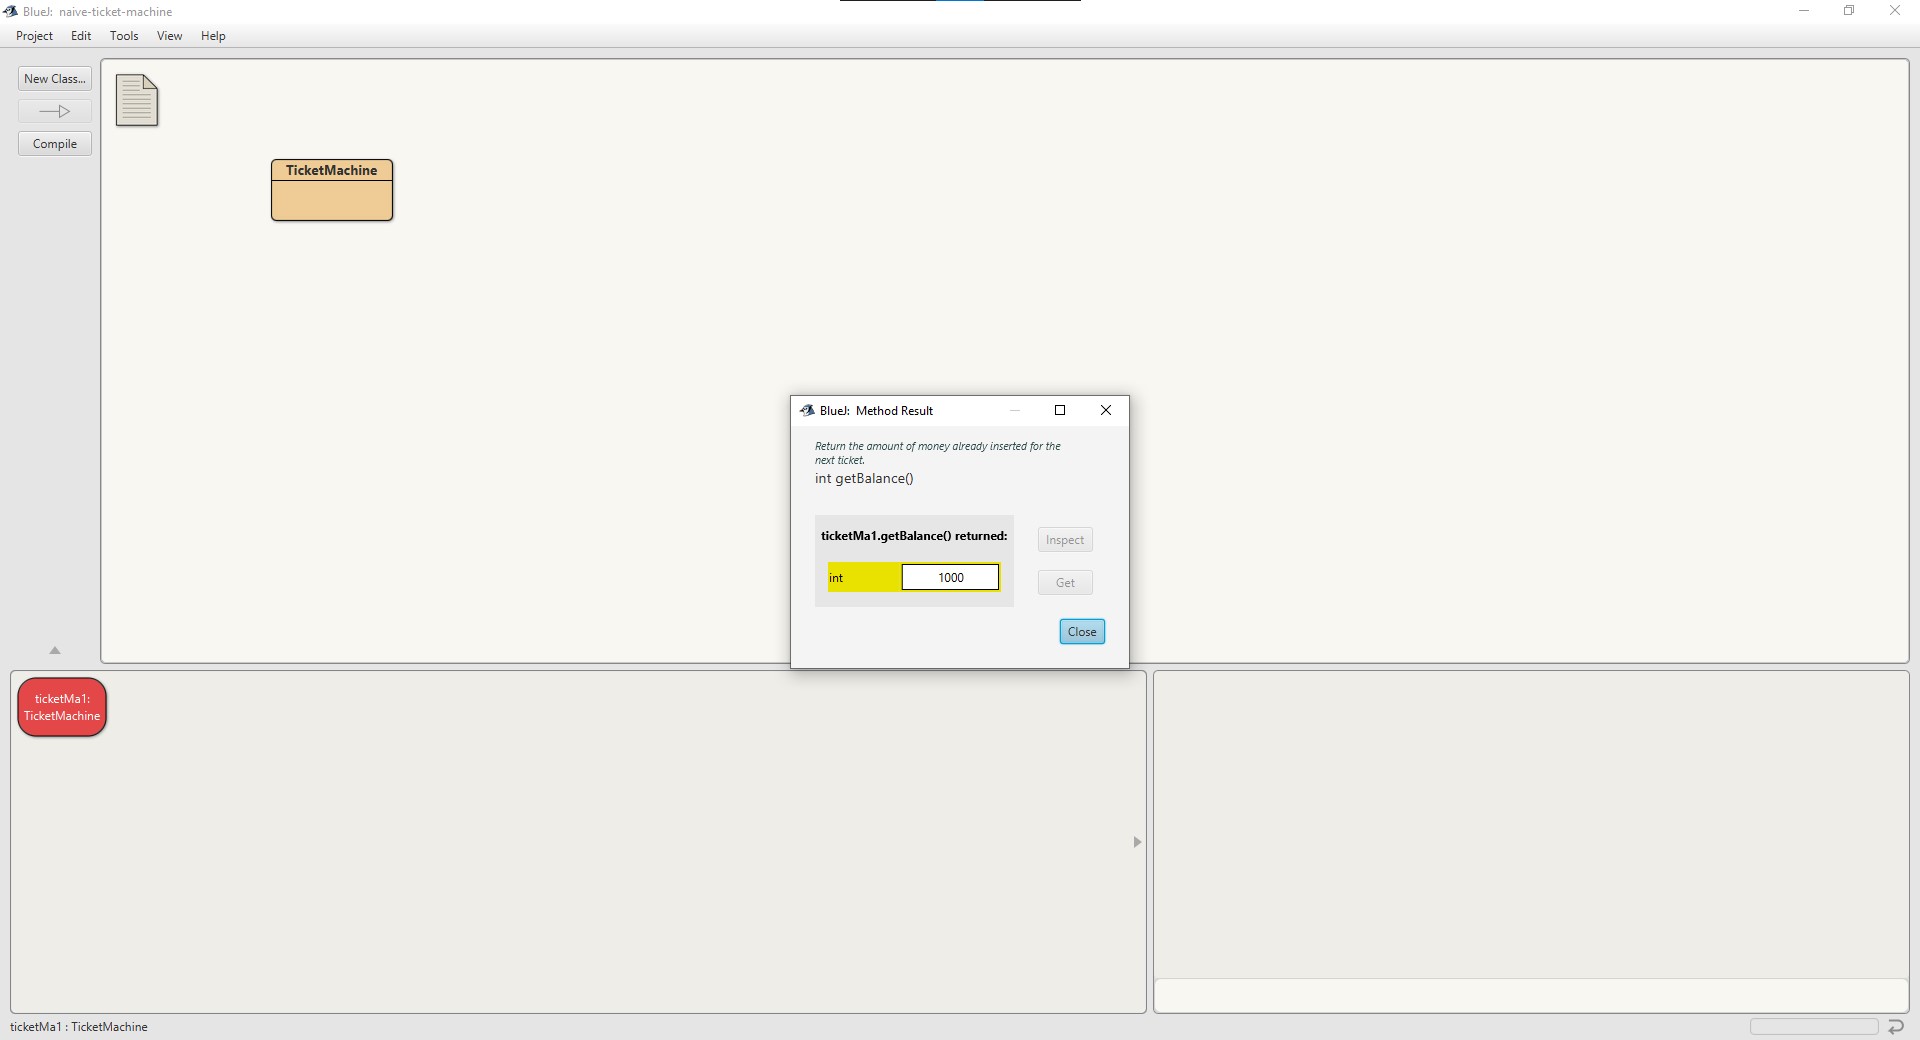 BlueJ: naive-ticket-machine
Project Edit Tools View Help
New Class...
Compile
TicketMachine
BlueJ: Method Result
Return the amount of money already inserted for the
next ticket.
int getBalance()
ticketMa1.getBalance() returned:
int 1000
Inspect
Get
Close
ticketMa1:
TicketMachine
ticketMa1 : TicketMachine